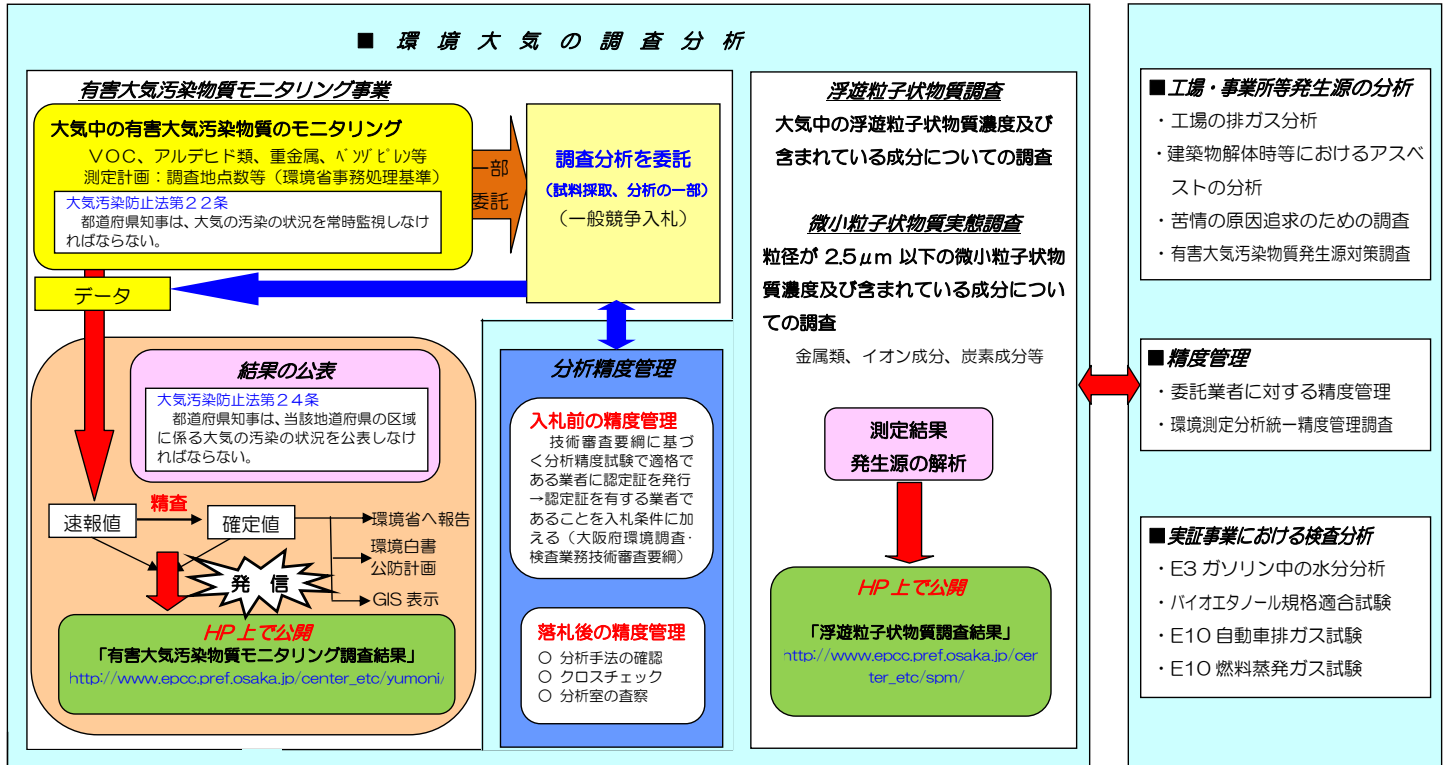 ■ 環 境 大 気 の 調 査 分 析
有害大気汚染物質モニタリング事業
大気中の有害大気汚染物質のモニタリング
VOC、アルデヒド類、重金属、ﾍﾞﾝｿﾞﾋﾟﾚﾝ等
測定計画：調査地点数等（環境省事務処理基準）
大気汚染防止法第２２条
都道府県知事は、大気の汚染の状況を常時監視しなけ
ればならない。
一部
委託
調査分析を委託
（試料採取、分析の一部）
（一般競争入札）
データ
結果の公表
大気汚染防止法第２４条
都道府県知事は、当該地道府県の区域
に係る大気の汚染の状況を公表しなけ
ればならない。
速報値
精査
確定値
環境省へ報告
環境白書
公防計画
GIS 表示
発 信
HP 上で公開
「有害大気汚染物質モニタリング調査結果」
http://www.epcc.pref.osaka.jp/center_etc/yumoni/
分析精度管理
入札前の精度管理
技術審査要綱に基づ
く分析精度試験で適格で
ある業者に認定証を発行
→認定証を有する業者で
あることを入札条件に加
える（大阪府環境調査･
検査業務技術審査要綱）
落札後の精度管理
○ 分析手法の確認
○ クロスチェック
○ 分析室の査察
浮遊粒子状物質調査
大気中の浮遊粒子状物質濃度及び
含まれている成分についての調査
微小粒子状物質実態調査
粒径が 2.5μm 以下の微小粒子状物
質濃度及び含まれている成分につい
ての調査
金属類、イオン成分、炭素成分等
測定結果
発生源の解析
HP 上で公開
「浮遊粒子状物質調査結果」
http://www.epcc.pref.osaka.jp/cer
ter_etc/spm/
■工場・事業所等発生源の分析
・工場の排ガス分析
・建築物解体時等におけるアスベ
ストの分析
・苦情の原因追求のための調査
・有害大気汚染物質発生源対策調査
■精度管理
・委託業者に対する精度管理
・環境測定分析統一精度管理調査
■実証事業における検査分析
・E3 ガソリン中の水分分析
・バイオエタノール規格適合試験
・E10 自動車排ガス試験
・E10 燃料蒸発ガス試験